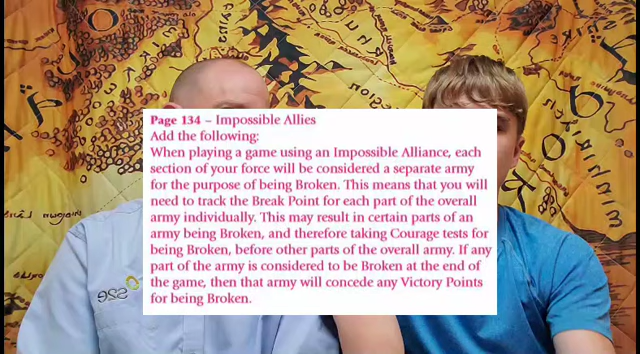 Page 134 – Impossible Allies
Add the following:
When playing a game using an Impossible Alliance, each
section of your force will be considered a separate army
for the purpose of being Broken. This means that you will
need to track the Break Point for each part of the overall
army individually. This may result in certain parts of an
army being Broken, and therefore taking Courage tests for
being Broken, before other parts of the overall army. If any
part of the army is considered to be Broken at the end of
the game, then that army will concede any Victory Points
for being Broken.